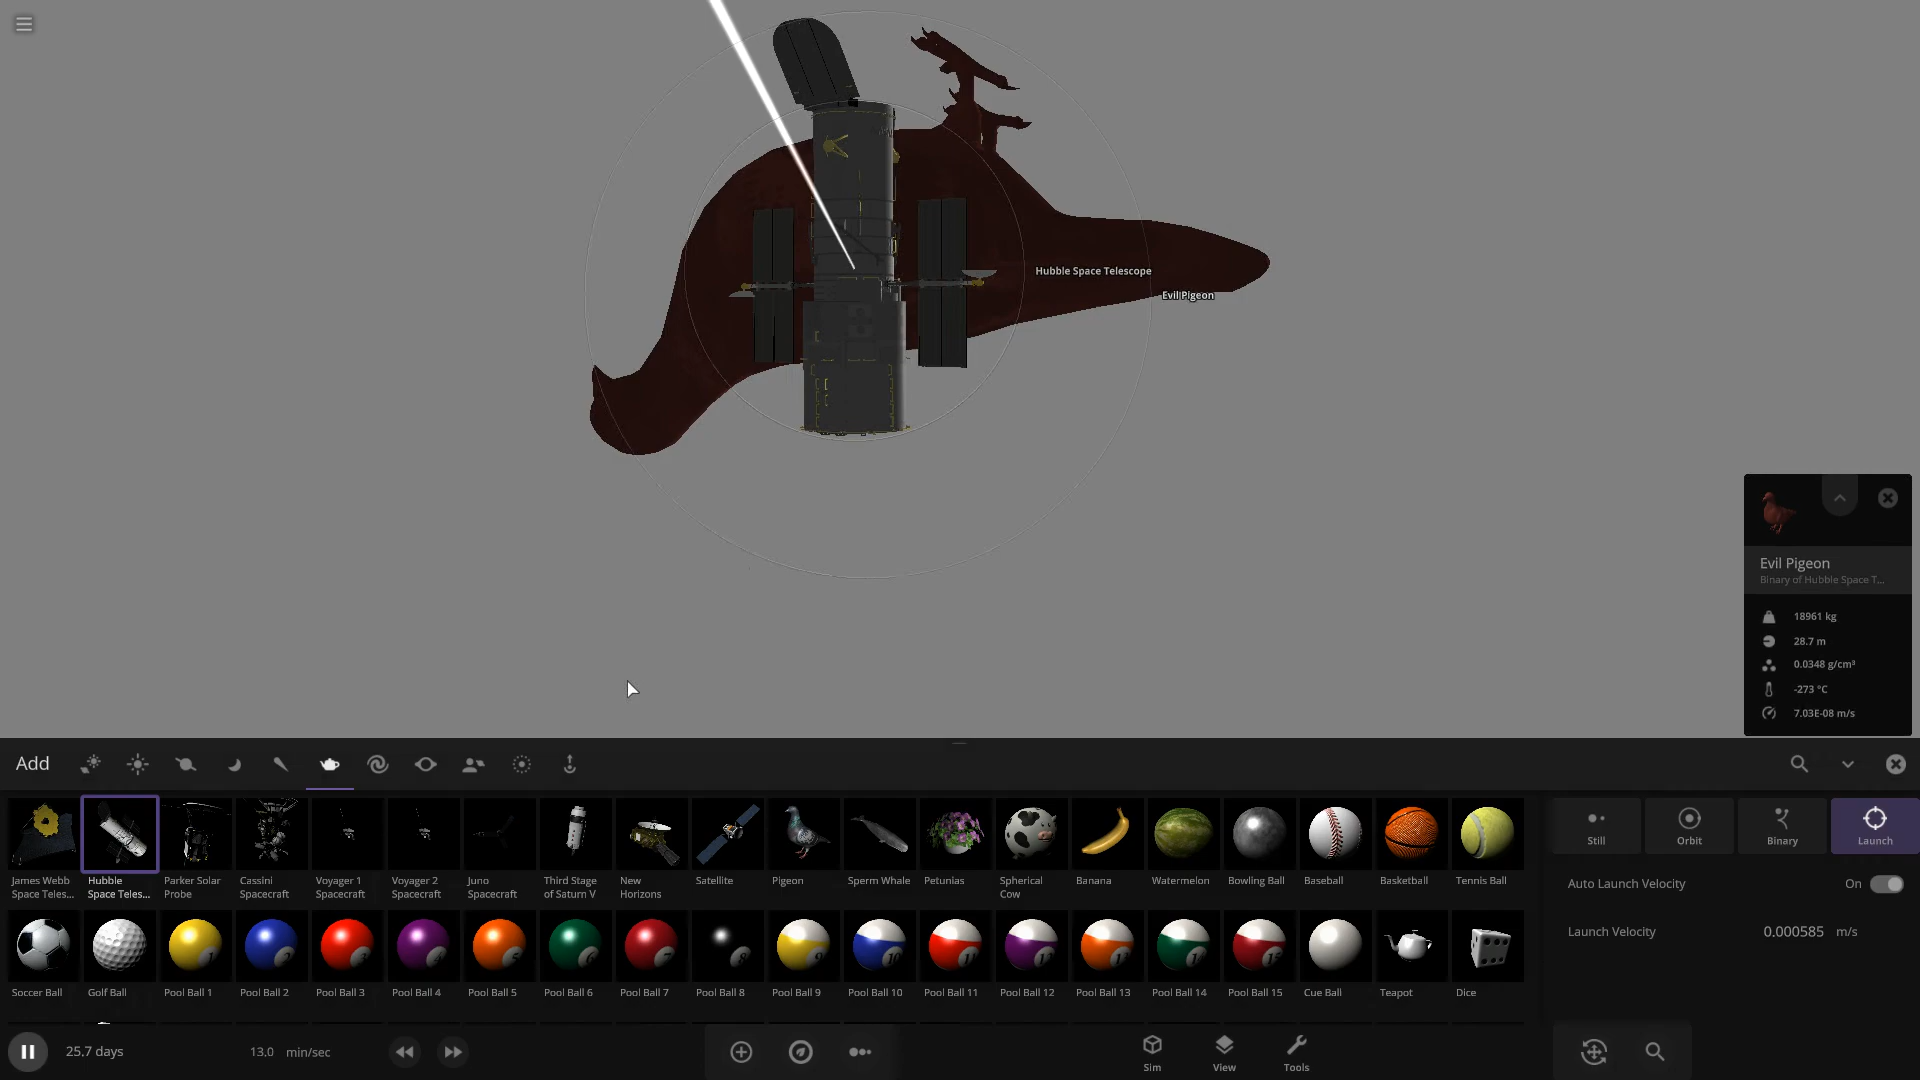 Hubble Space Telescope
Evil Pigeon
Evil Pigeon
Binary of Hubble Space T...
18961 kg
28.7 m
0.0348 g/cm³
-273 °C
7.03E-08 m/s
Add
James Webb Space Teles...
Hubble Space Teles...
Parker Solar Probe
Cassini Spacecraft
Voyager 1 Spacecraft
Voyager 2 Spacecraft
Juno Spacecraft
Third Stage of Saturn V
New Horizons
Satellite
Pigeon
Sperm Whale
Petunias
Spherical Cow
Banana
Watermelon
Bowling Ball
Baseball
Basketball
Tennis Ball
Still
Orbit
Binary
Launch
Auto Launch Velocity On
Launch Velocity 0.000585 m/s
Soccer Ball
Golf Ball
Pool Ball 1
Pool Ball 2
Pool Ball 3
Pool Ball 4
Pool Ball 5
Pool Ball 6
Pool Ball 7
Pool Ball 8
Pool Ball 9
Pool Ball 10
Pool Ball 11
Pool Ball 12
Pool Ball 13
Pool Ball 14
Pool Ball 15
Cue Ball
Teapot
Dice
25.7 days
13.0 min/sec
Sim
View
Tools